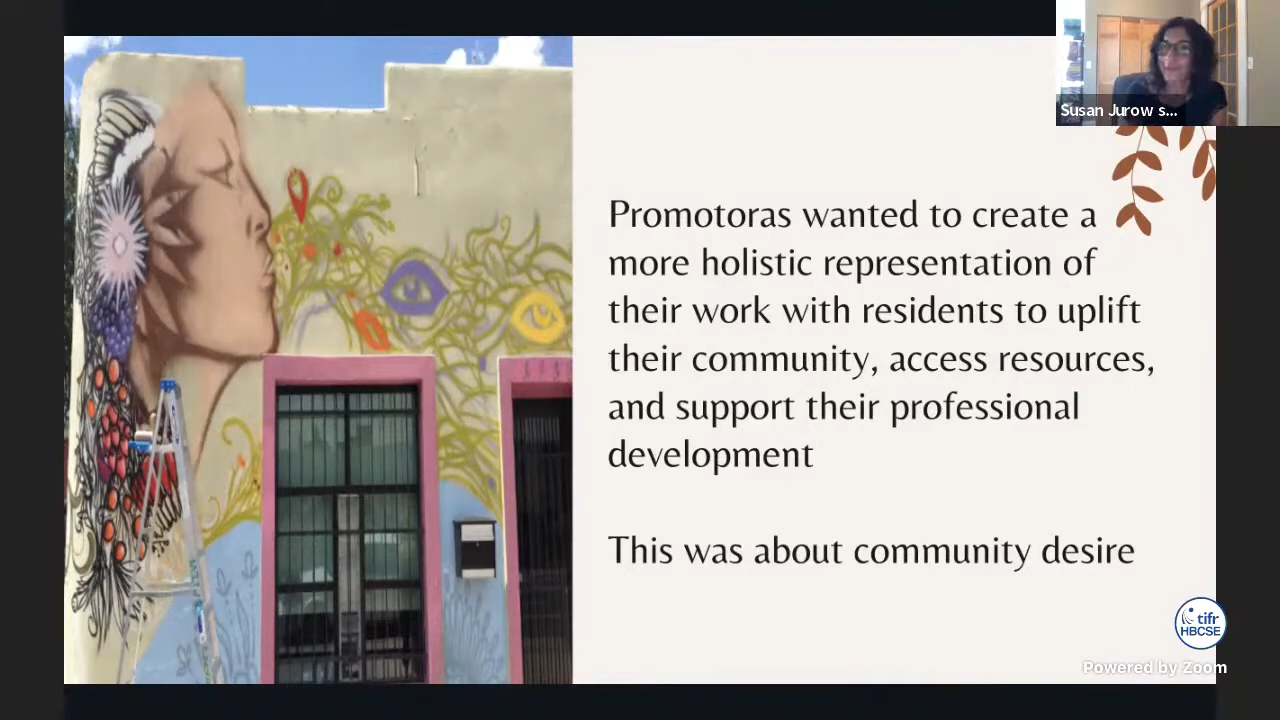 Susan Jurow s...
Promotoras wanted to create a
more holistic representation of
their work with residents to uplift
their community, access resources,
and support their professional
development
This was about community desire
tifr
HBCSE
Powered by Zoom